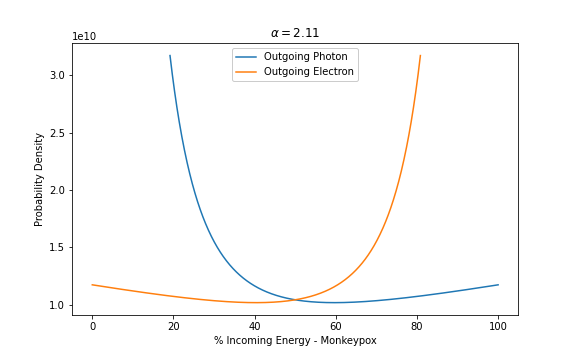 α = 2.11
1e10
Outgoing Photon
Outgoing Electron
3.0
2.5
2.0
1.5
1.0
Probability Density
0 20 40 60 80 100
% Incoming Energy - Monkeypox